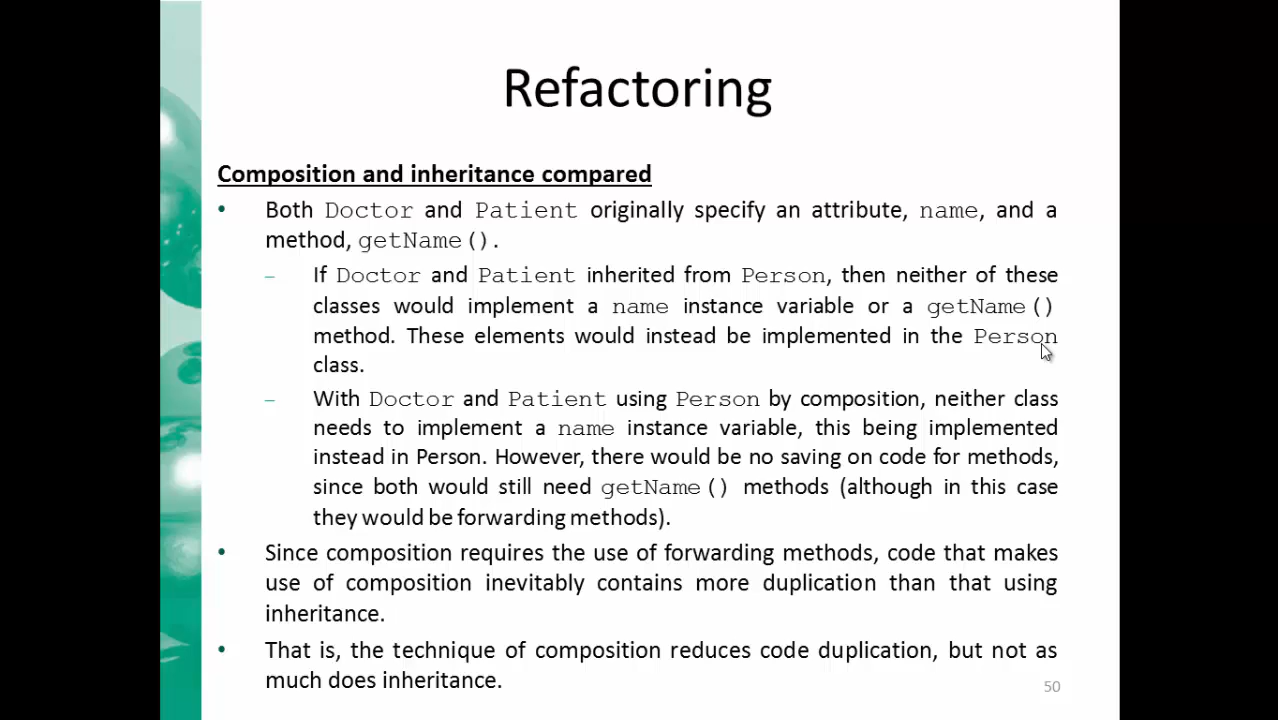 Refactoring
Composition and inheritance compared
• Both Doctor and Patient originally specify an attribute, name, and a
method, getName().
– If Doctor and Patient inherited from Person, then neither of these
classes would implement a name instance variable or a getName()
method. These elements would instead be implemented in the Person
class.
– With Doctor and Patient using Person by composition, neither class
needs to implement a name instance variable, this being implemented
instead in Person. However, there would be no saving on code for methods,
since both would still need getName() methods (although in this case
they would be forwarding methods).
• Since composition requires the use of forwarding methods, code that makes
use of composition inevitably contains more duplication than that using
inheritance.
• That is, the technique of composition reduces code duplication, but not as
much does inheritance.
50